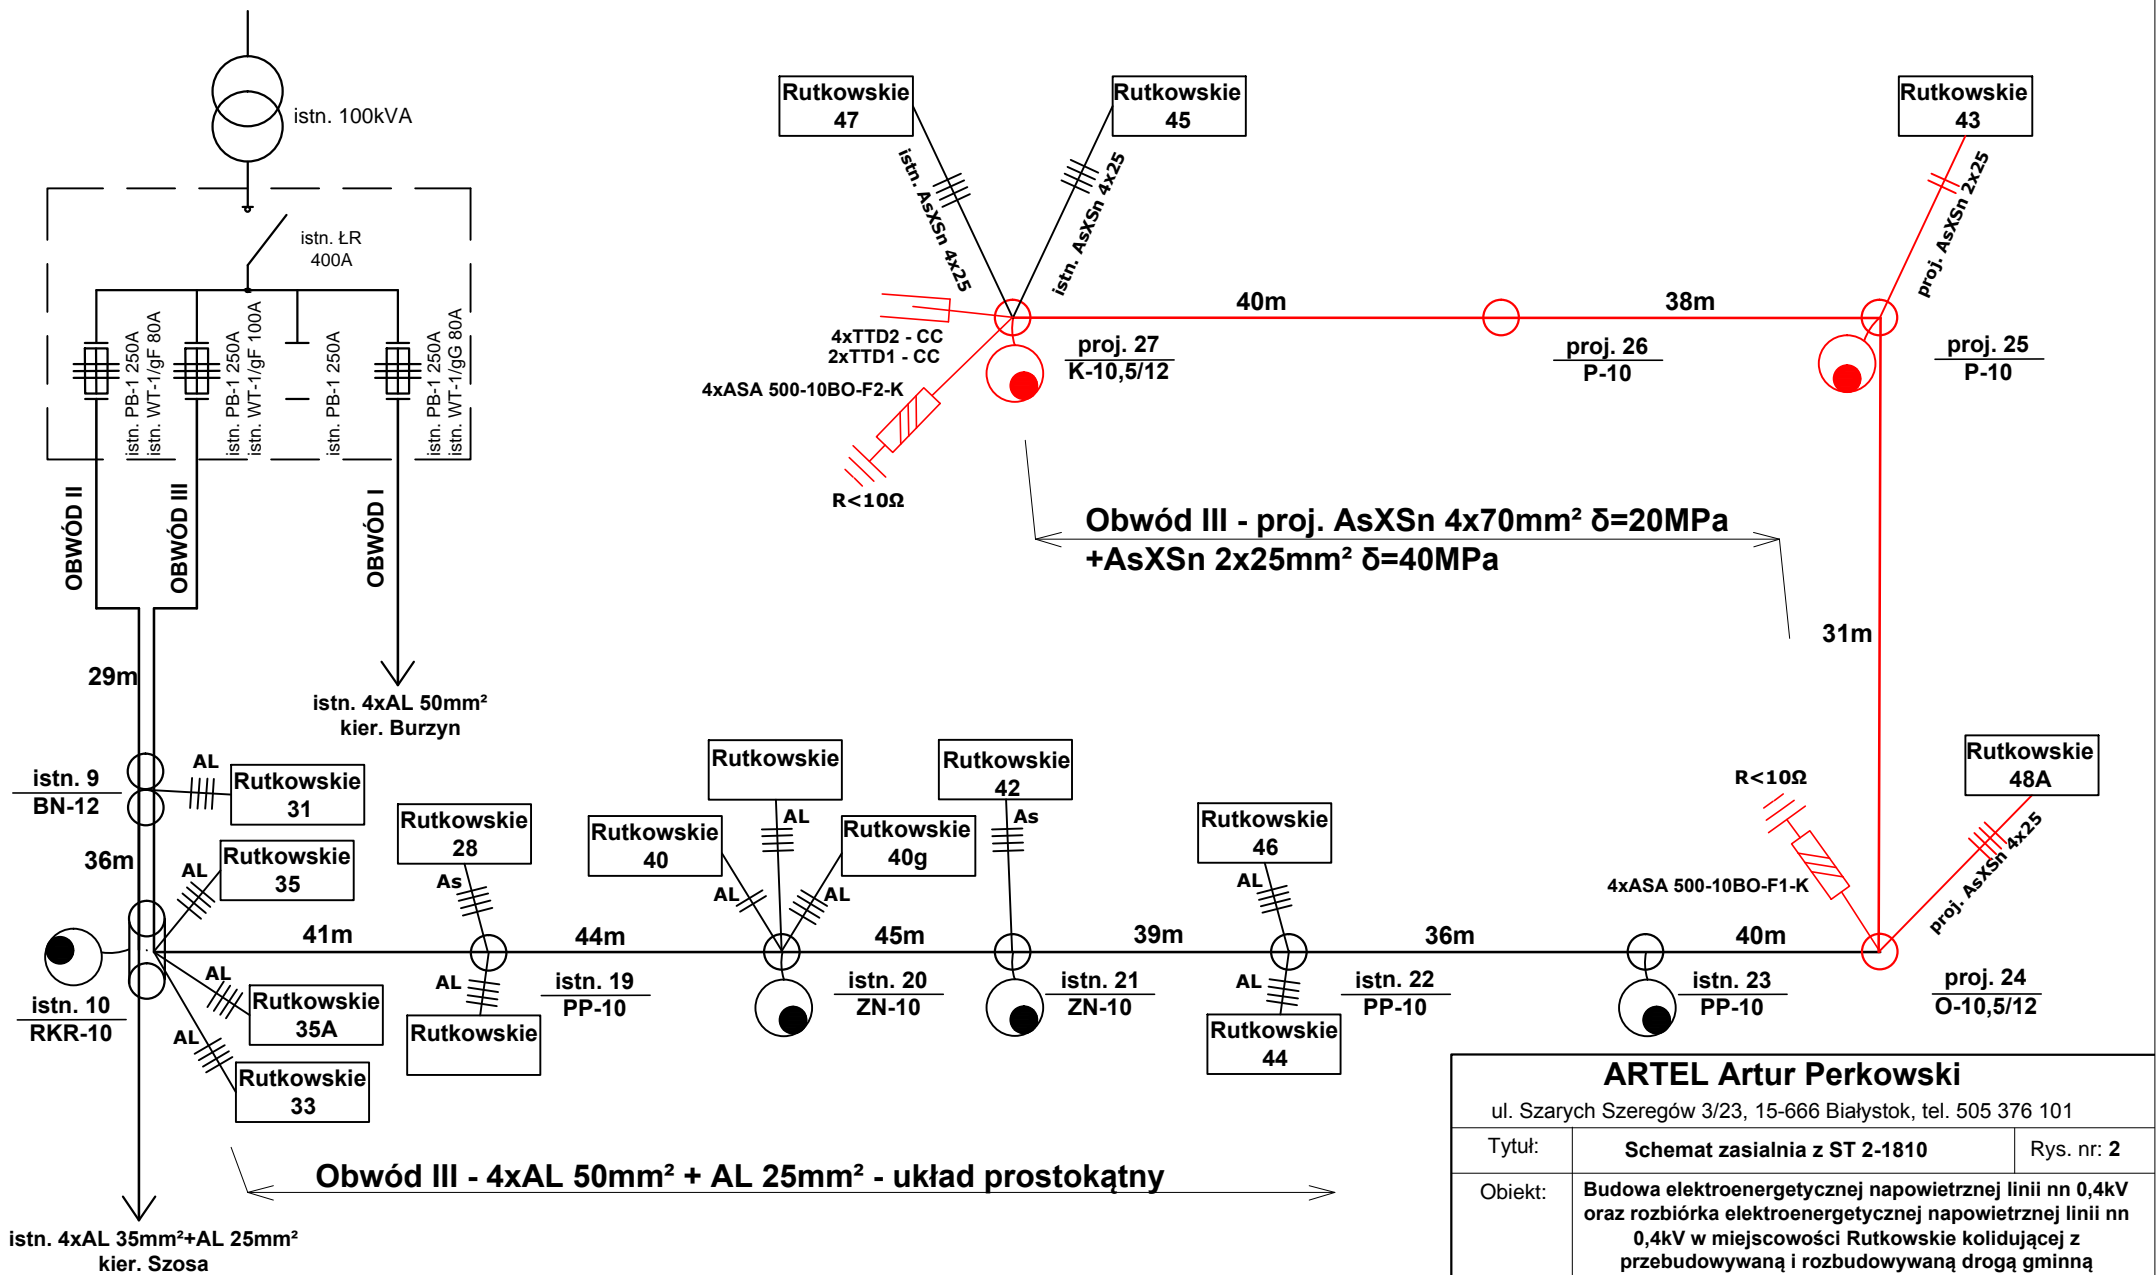 istn. 100kVA
istn. ŁR
400A
istn. PB-1 250A
istn. WT-1/gF 80A
istn. PB-1 250A
istn. WT-1/gF 100A
istn. PB-1 250A
istn. PB-1 250A
istn. WT-1/gG 80A
OBWÓD II
OBWÓD III
OBWÓD I
29m
istn. 4xAL 50mm²
kier. Burzyn
istn. 9
BN-12
AL
Rutkowskie
31
36m
AL
Rutkowskie
35
istn. 10
RKR-10
AL
Rutkowskie
35A
AL
Rutkowskie
33
istn. 4xAL 35mm²+AL 25mm²
kier. Szosa
41m
Rutkowskie
28
As
AL
Rutkowskie
istn. 19
PP-10
44m
Rutkowskie
40
AL
Rutkowskie
AL
Rutkowskie
40g
AL
istn. 20
ZN-10
45m
Rutkowskie
42
As
istn. 21
ZN-10
39m
Rutkowskie
46
AL
AL
Rutkowskie
44
istn. 22
PP-10
36m
istn. 23
PP-10
40m
proj. 24
O-10,5/12
R<10Ω
4xASA 500-10BO-F1-K
Rutkowskie
48A
proj. AsXSn 4x25
31m
Obwód III - 4xAL 50mm² + AL 25mm² - układ prostokątny
Rutkowskie
47
istn. AsXSn 4x25
Rutkowskie
45
istn. AsXSn 4x25
Rutkowskie
43
proj. AsXSn 2x25
40m
38m
4xTTD2 - CC
2xTTD1 - CC
4xASA 500-10BO-F2-K
R<10Ω
proj. 27
K-10,5/12
proj. 26
P-10
proj. 25
P-10
Obwód III - proj. AsXSn 4x70mm² δ=20MPa
+AsXSn 2x25mm² δ=40MPa
ARTEL Artur Perkowski
ul. Szarych Szeregów 3/23, 15-666 Białystok, tel. 505 376 101
Tytuł:
Schemat zasialnia z ST 2-1810
Rys. nr: 2
Obiekt:
Budowa elektroenergetycznej napowietrznej linii nn 0,4kV
oraz rozbiórka elektroenergetycznej napowietrznej linii nn
0,4kV w miejscowości Rutkowskie kolidującej z
przebudowywaną i rozbudowywaną drogą gminną